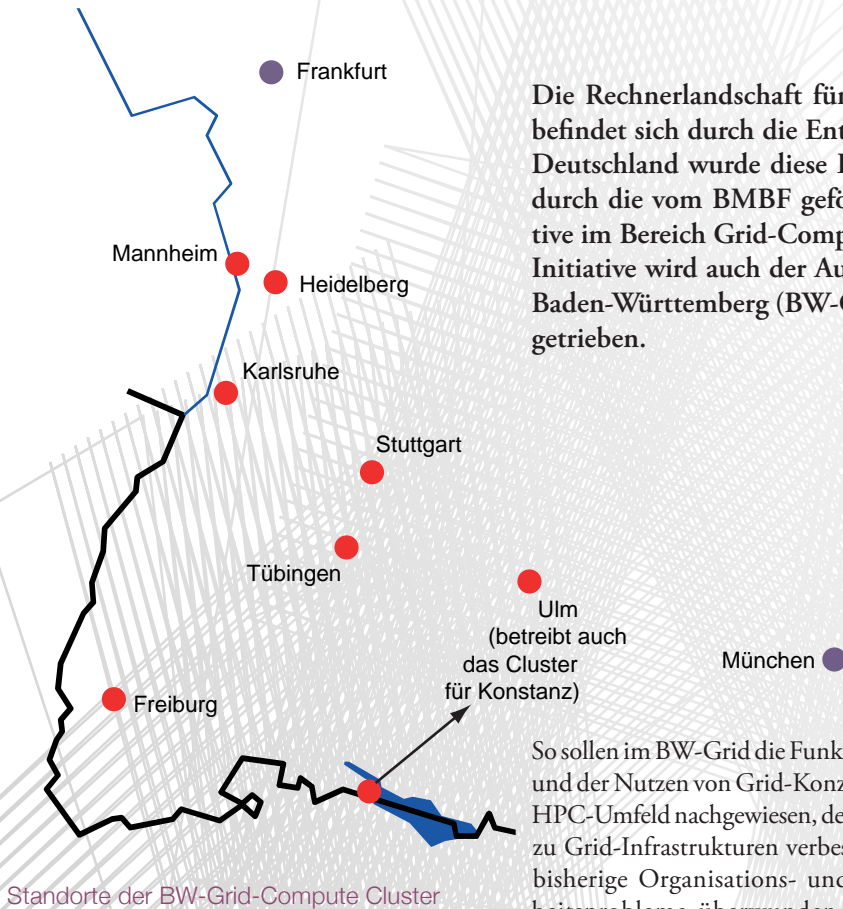 Frankfurt
Mannheim
Heidelberg
Karlsruhe
Stuttgart
Tübingen
Ulm
(betreibt auch
das Cluster
für Konstanz)
München
Freiburg
Standorte der BW-Grid-Compute Cluster
Die Rechnerlandschaft für
befindet sich durch die Ent
Deutschland wurde diese
durch die vom BMBF gefö
tive im Bereich Grid-Comp
Initiative wird auch der Au
Baden-Württemberg (BW-
getrieben.
So sollen im BW-Grid die Funk
und der Nutzen von Grid-Konz
HPC-Umfeld nachgewiesen, de
zu Grid-Infrastrukturen verbes
bisherige Organisations- und